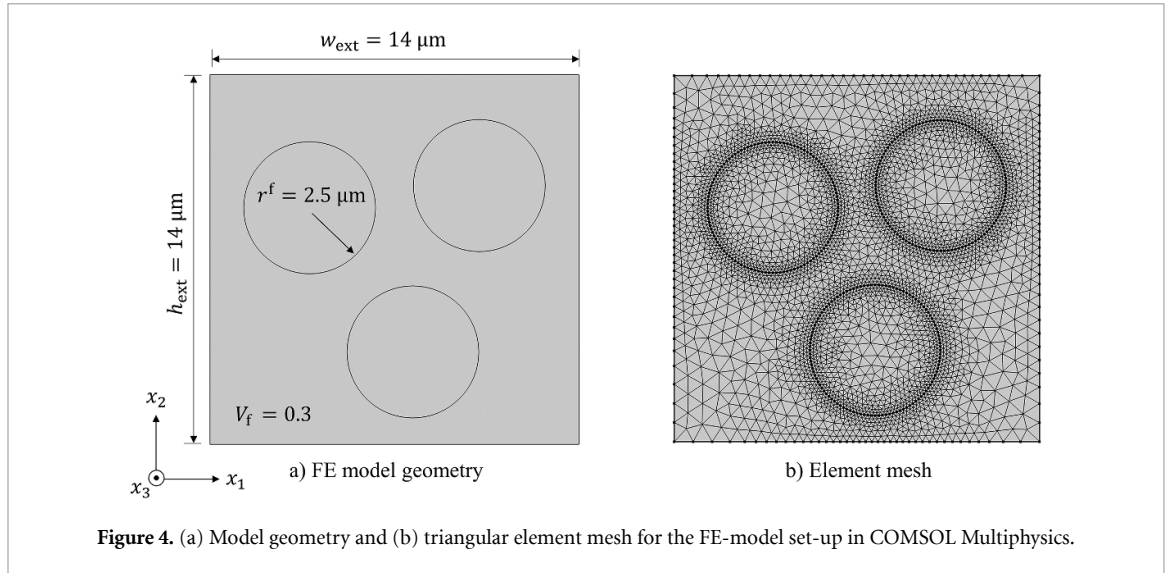 w_ext = 14 µm
h_ext = 14 µm
r^f = 2.5 µm
V_f = 0.3
x_2
x_3
x_1
a) FE model geometry
b) Element mesh
Figure 4. (a) Model geometry and (b) triangular element mesh for the FE-model set-up in COMSOL Multiphysics.